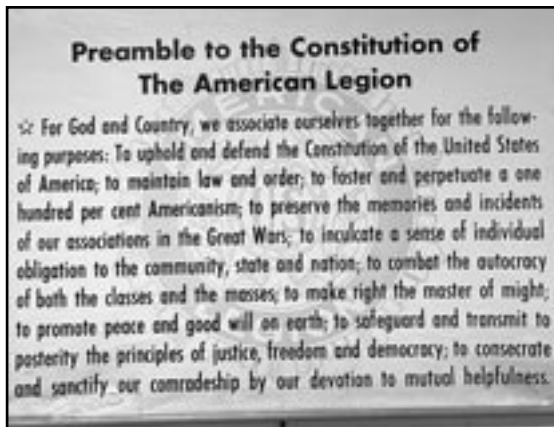 Preamble to the Constitution of
The American Legion
☆ For God and Country, we associate ourselves together for the follow-
ing purposes: To uphold and defend the Constitution of the United States
of America; to maintain law and order; to foster and perpetuate a one
hundred per cent Americanism; to preserve the memories and incidents
of our associations in the Great Wars; to inculcate a sense of individual
obligation to the community, state and nation; to combat the autocracy
of both the classes and the masses; to make right the master of might;
to promote peace and good will on earth; to safeguard and transmit to
posterity the principles of justice, freedom and democracy; to consecrate
and sanctify our comradeship by our devotion to mutual helpfulness.